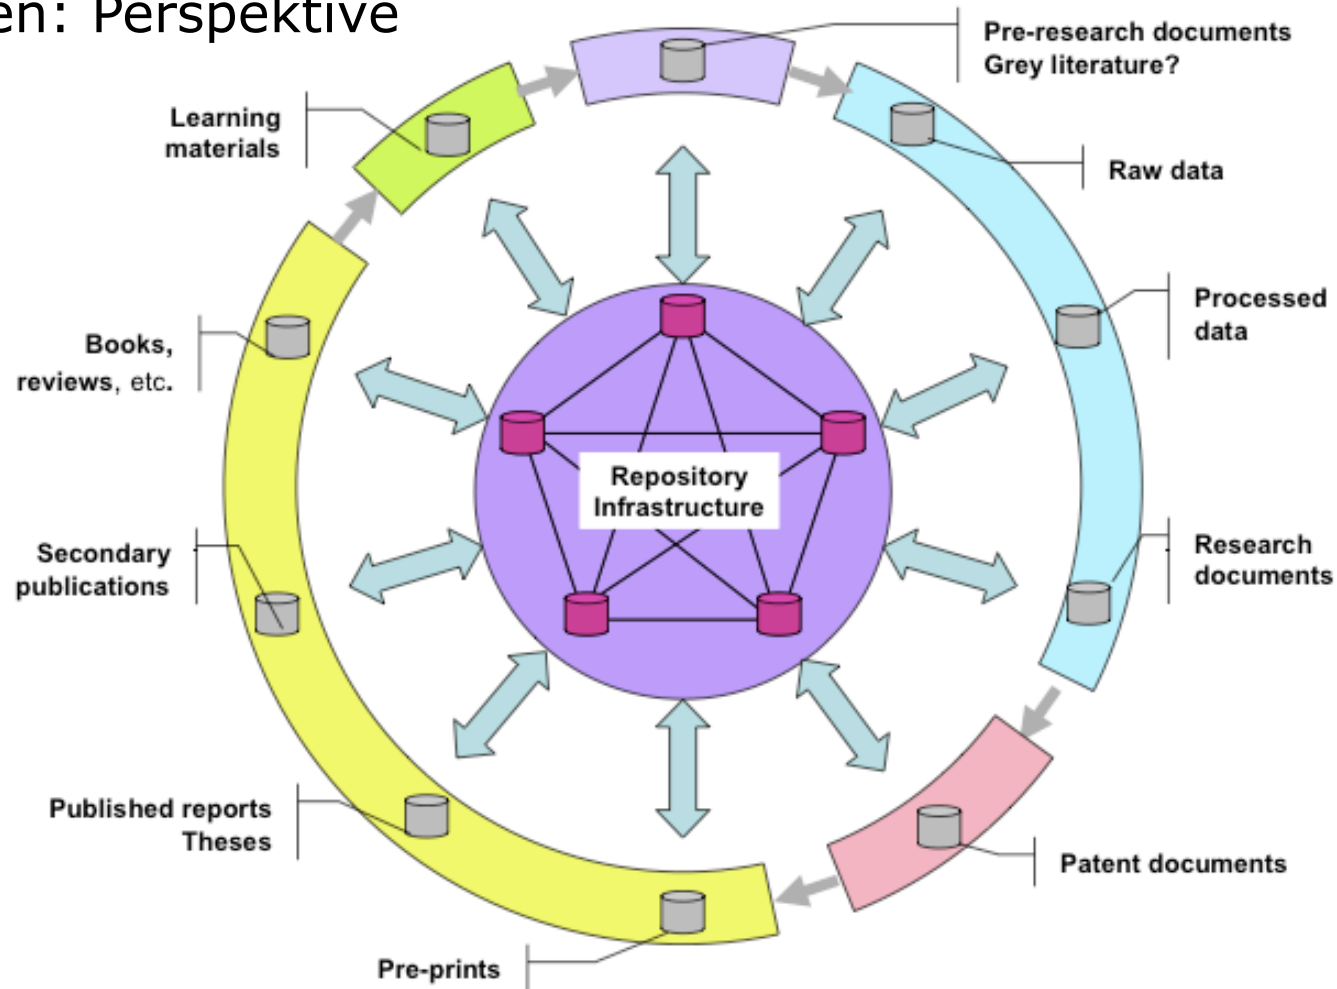 en: Perspektive
Pre-research documents
Grey literature?
Learning
materials
Raw data
Processed
data
Books,
reviews, etc.
Repository
Infrastructure
Secondary
publications
Research
documents
Published reports
Theses
Patent documents
Pre-prints